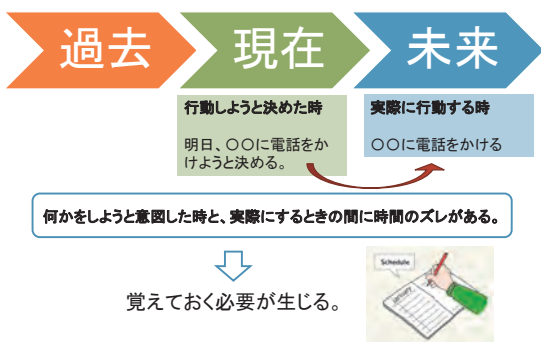 過去 現在 未来
行動しようと決めた時
明日、〇〇に電話をか
けようと決める。
実際に行動する時
〇〇に電話をかける
何かをしようと意図した時と、実際にするときの間に時間のズレがある。
覚えておく必要が生じる。
Schedule
January